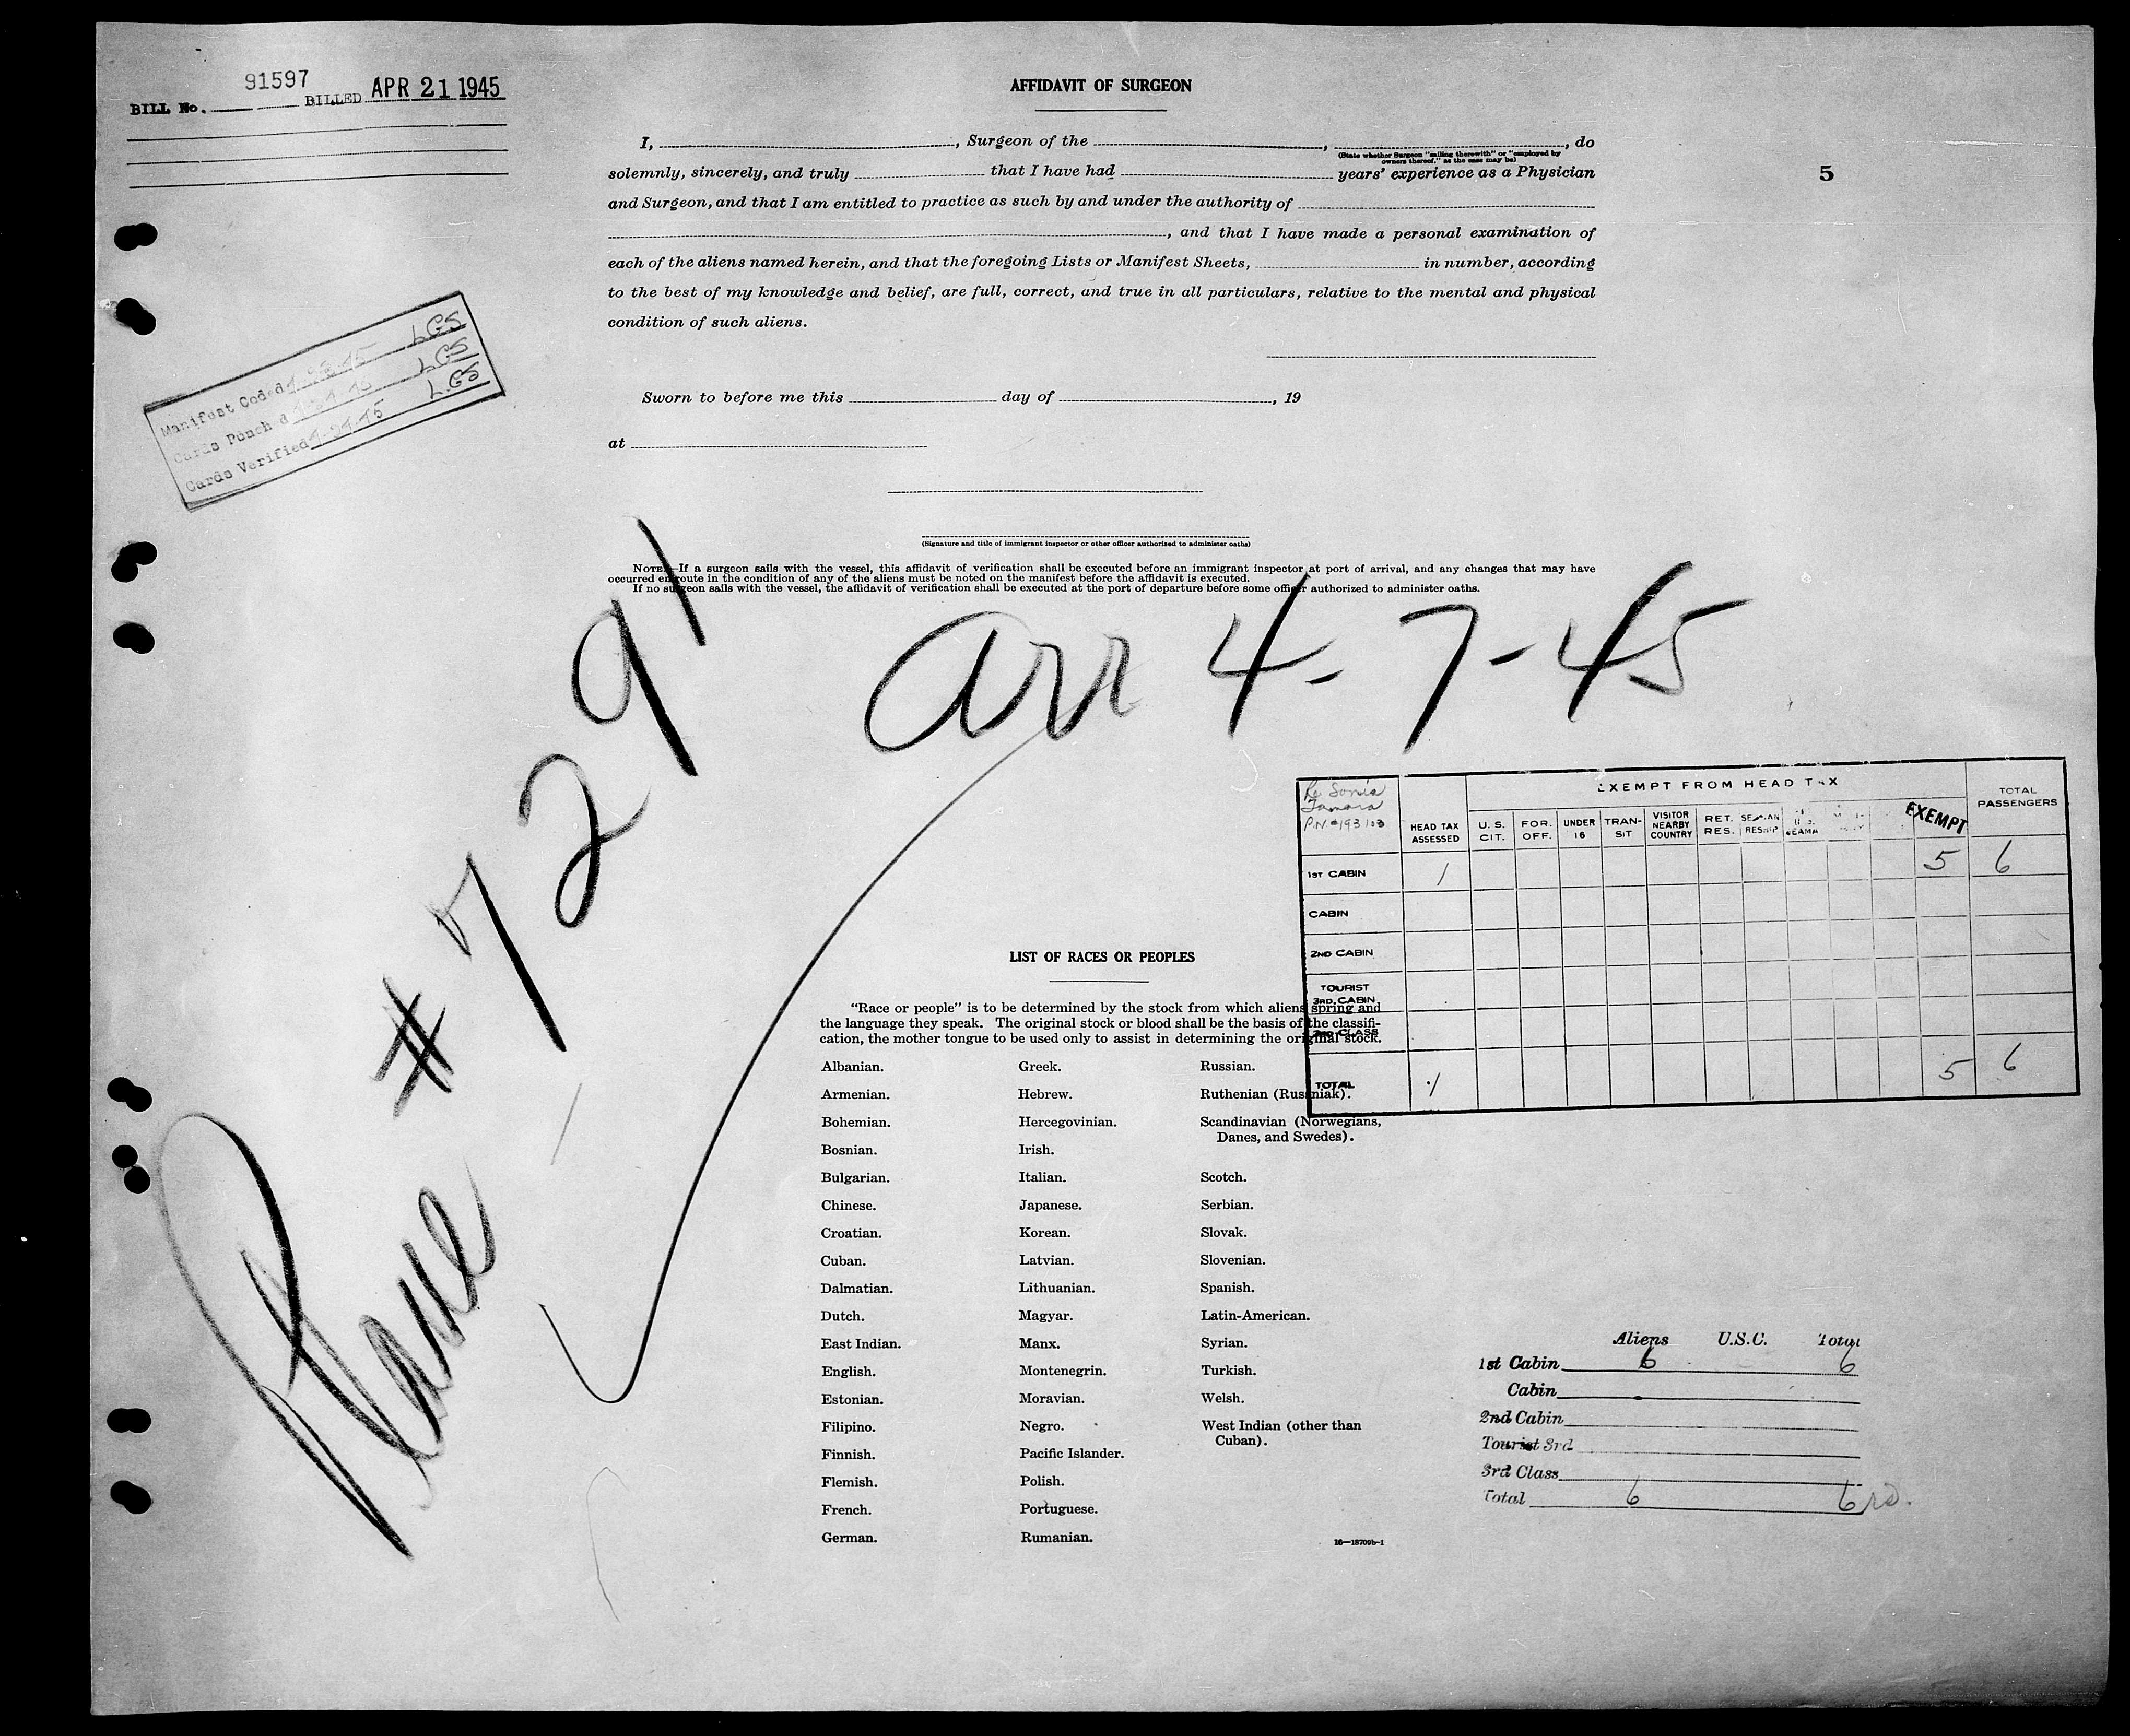 91597
BILL No. BILLED APR 21 1945
AFFIDAVIT OF SURGEON
I, , Surgeon of the , , do
(State whether Surgeon "sailing therewith" or "employed by
owners thereof," as the case may be)
solemnly, sincerely, and truly that I have had years' experience as a Physician
5
and Surgeon, and that I am entitled to practice as such by and under the authority of
, and that I have made a personal examination of
each of the aliens named herein, and that the foregoing Lists or Manifest Sheets, in number, according
to the best of my knowledge and belief, are full, correct, and true in all particulars, relative to the mental and physical
condition of such aliens.
Manifest Coded LGS
Cards Punch d LGS
Cards Verified LGS
Sworn to before me this day of , 19
at
(Signature and title of immigrant inspector or other officer authorized to administer oaths)
NOTE.—If a surgeon sails with the vessel, this affidavit of verification shall be executed before an immigrant inspector at port of arrival, and any changes that may have
occurred en route in the condition of any of the aliens must be noted on the manifest before the affidavit is executed.
If no surgeon sails with the vessel, the affidavit of verification shall be executed at the port of departure before some officer authorized to administer oaths.
arr 4-7-45
Plane # 7291
Re Sonia
Tamara
P.N. #193103
EXEMPT FROM HEAD TAX
HEAD TAX ASSESSED
U. S. CIT.
FOR. OFF.
UNDER 16
TRANSIT
VISITOR NEARBY COUNTRY
RET. RES.
EXEMPT
TOTAL PASSENGERS
1ST CABIN 1 5 6
CABIN
2ND CABIN
TOURIST
3RD. CABIN
3RD CLASS
TOTAL 1 5 6
LIST OF RACES OR PEOPLES
"Race or people" is to be determined by the stock from which aliens spring and
the language they speak. The original stock or blood shall be the basis of the classifi-
cation, the mother tongue to be used only to assist in determining the original stock.
Albanian.
Armenian.
Bohemian.
Bosnian.
Bulgarian.
Chinese.
Croatian.
Cuban.
Dalmatian.
Dutch.
East Indian.
English.
Estonian.
Filipino.
Finnish.
Flemish.
French.
German.
Greek.
Hebrew.
Hercegovinian.
Irish.
Italian.
Japanese.
Korean.
Latvian.
Lithuanian.
Magyar.
Manx.
Montenegrin.
Moravian.
Negro.
Pacific Islander.
Polish.
Portuguese.
Rumanian.
Russian.
Ruthenian (Russniak).
Scandinavian (Norwegians,
Danes, and Swedes).
Scotch.
Serbian.
Slovak.
Slovenian.
Spanish.
Latin-American.
Syrian.
Turkish.
Welsh.
West Indian (other than
Cuban).
16—18709b-1
Aliens U.S.C. Total
1st Cabin 6 6
Cabin
2nd Cabin
Tourist 3rd
3rd Class
Total 6 6